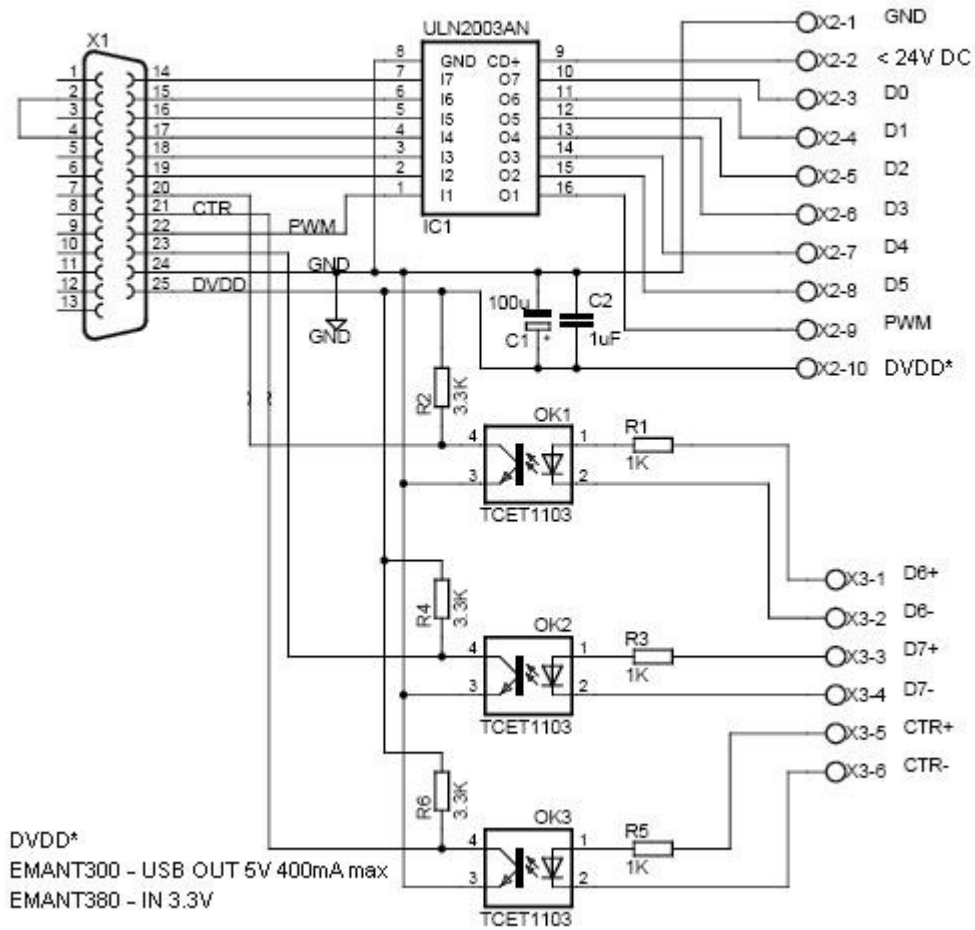 X1
1
2
3
4
5
6
7
8
9
10
11
12
13
14
15
16
17
18
19
20
21
22
23
24
25
CTR
PWM
GND
DVDD
GND
ULN2003AN
8 GND CD+ 9
7 I7 O7 10
6 I6 O6 11
5 I5 O5 12
4 I4 O4 13
3 I3 O3 14
2 I2 O2 15
1 I1 O1 16
IC1
X2-1 GND
X2-2 < 24V DC
X2-3 D0
X2-4 D1
X2-5 D2
X2-6 D3
X2-7 D4
X2-8 D5
X2-9 PWM
X2-10 DVDD*
100u
C1
+
C2
1uF
R2
3.3K
OK1
4
3
1
2
TCET1103
R1
1K
R4
3.3K
OK2
4
3
1
2
TCET1103
R3
1K
R6
3.3K
OK3
4
3
1
2
TCET1103
R5
1K
X3-1 D6+
X3-2 D6-
X3-3 D7+
X3-4 D7-
X3-5 CTR+
X3-6 CTR-
DVDD*
EMANT300 - USB OUT 5V 400mA max
EMANT380 - IN 3.3V